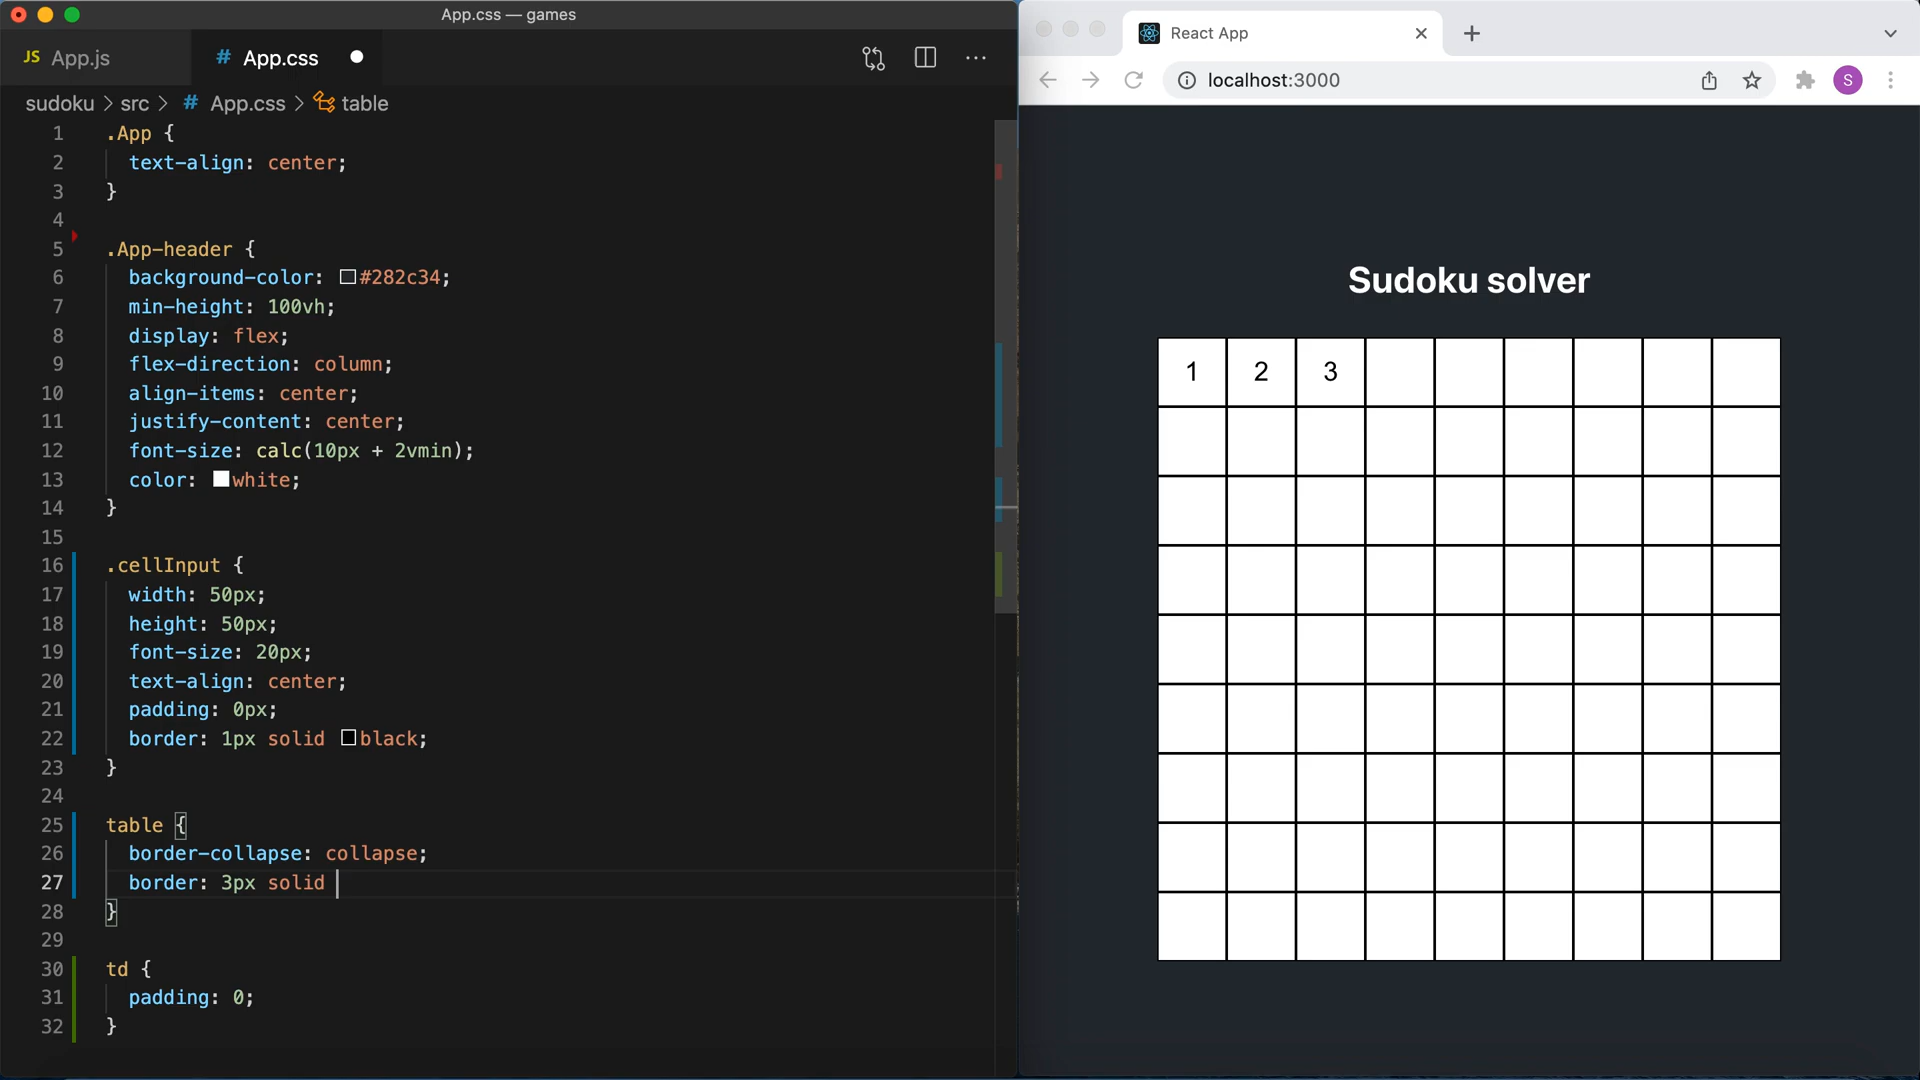 App.css — games
JS App.js
# App.css
sudoku > src > # App.css > table
1 .App {
2 text-align: center;
3 }
4
5 .App-header {
6 background-color: #282c34;
7 min-height: 100vh;
8 display: flex;
9 flex-direction: column;
10 align-items: center;
11 justify-content: center;
12 font-size: calc(10px + 2vmin);
13 color: white;
14 }
15
16 .cellInput {
17 width: 50px;
18 height: 50px;
19 font-size: 20px;
20 text-align: center;
21 padding: 0px;
22 border: 1px solid black;
23 }
24
25 table {
26 border-collapse: collapse;
27 border: 3px solid
28 }
29
30 td {
31 padding: 0;
32 }
React App
localhost:3000
S
Sudoku solver
1 2 3